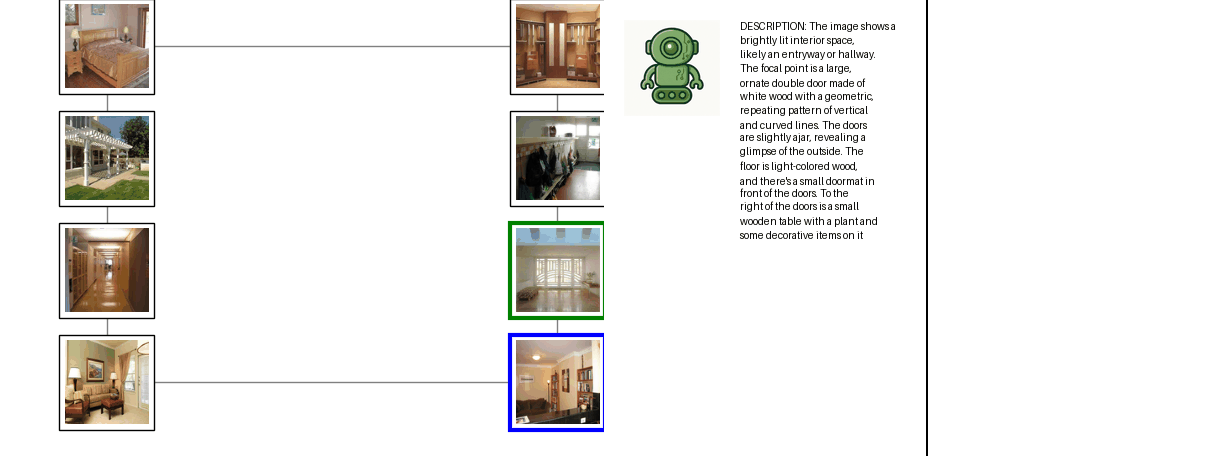 DESCRIPTION: The image shows a
brightly lit interior space,
likely an entryway or hallway.
The focal point is a large,
ornate double door made of
white wood with a geometric,
repeating pattern of vertical
and curved lines. The doors
are slightly ajar, revealing a
glimpse of the outside. The
floor is light-colored wood,
and there's a small doormat in
front of the doors. To the
right of the doors is a small
wooden table with a plant and
some decorative items on it